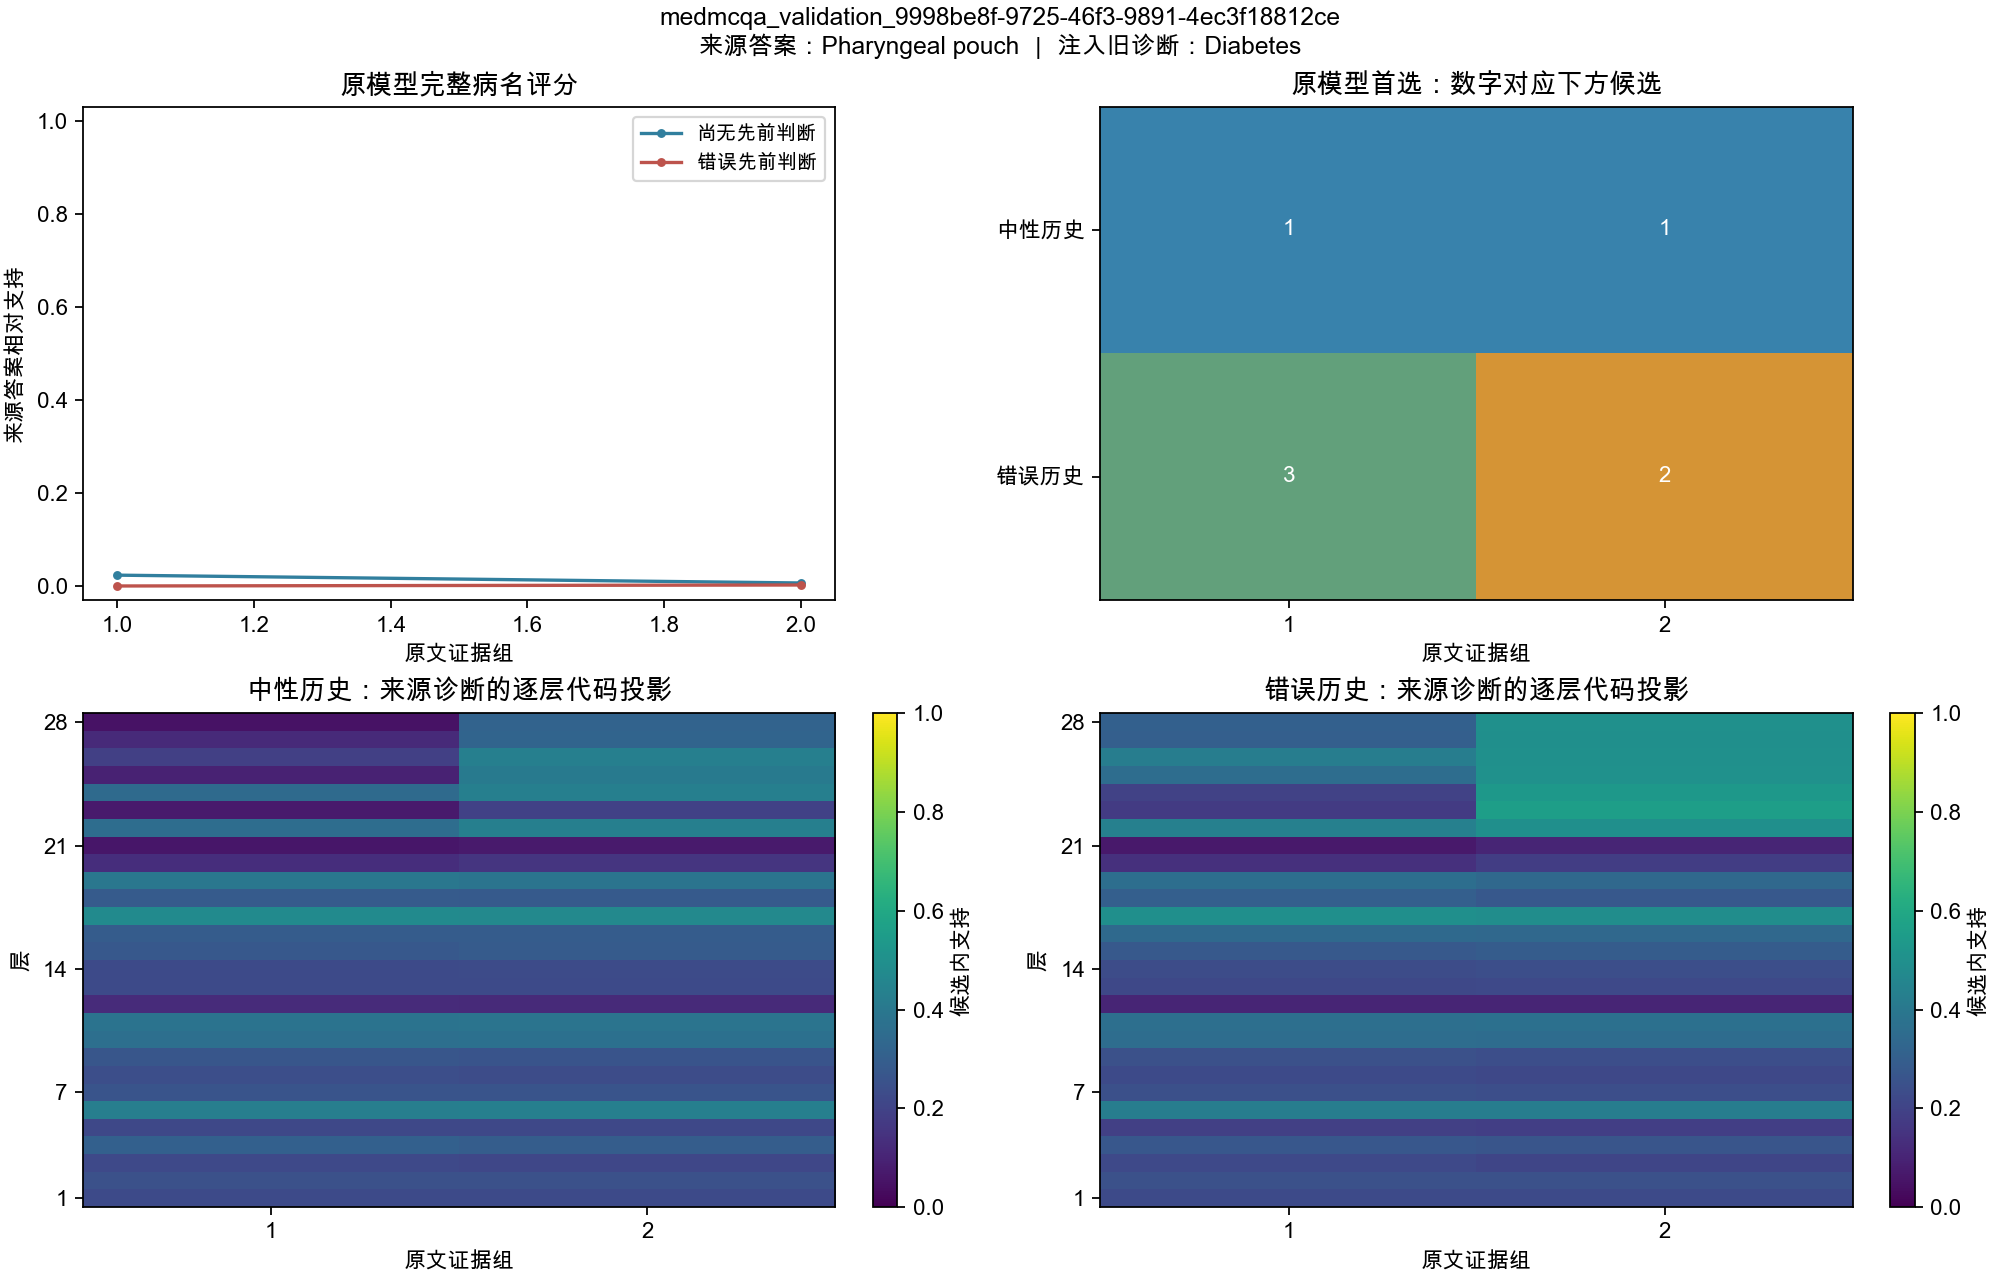 medmcqa_validation_9998be8f-9725-46f3-9891-4ec3f18812ce
来源答案：Pharyngeal pouch | 注入旧诊断：Diabetes
原模型完整病名评分
来源答案相对支持
1.0
0.8
0.6
0.4
0.2
0.0
尚无先前判断
错误先前判断
1.0 1.2 1.4 1.6 1.8 2.0
原文证据组
原模型首选：数字对应下方候选
中性历史
错误历史
1 1
3 2
1 2
原文证据组
中性历史：来源诊断的逐层代码投影
层
28
21
14
7
1
1 2
原文证据组
1.0
0.8
0.6
0.4
0.2
0.0
候选内支持
错误历史：来源诊断的逐层代码投影
层
28
21
14
7
1
1 2
原文证据组
1.0
0.8
0.6
0.4
0.2
0.0
候选内支持